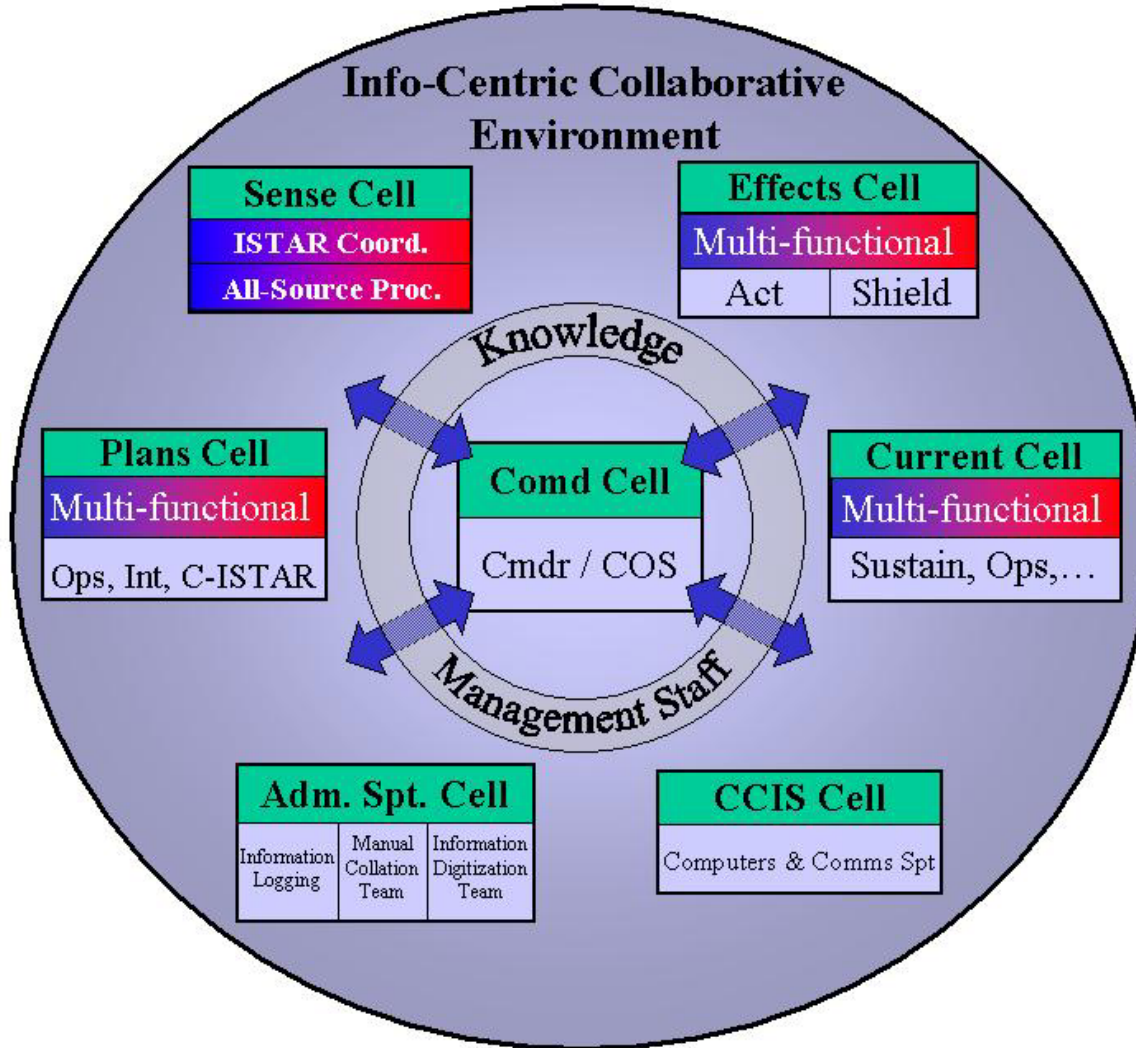 Info-Centric Collaborative
Environment
Sense Cell
ISTAR Coord.
All-Source Proc.
Effects Cell
Multi-functional
Act
Shield
Knowledge
Plans Cell
Multi-functional
Ops, Int, C-ISTAR
Comd Cell
Cmdr / COS
Current Cell
Multi-functional
Sustain, Ops,…
Management Staff
Adm. Spt. Cell
Information
Logging
Manual
Collation
Team
Information
Digitization
Team
CCIS Cell
Computers & Comms Spt